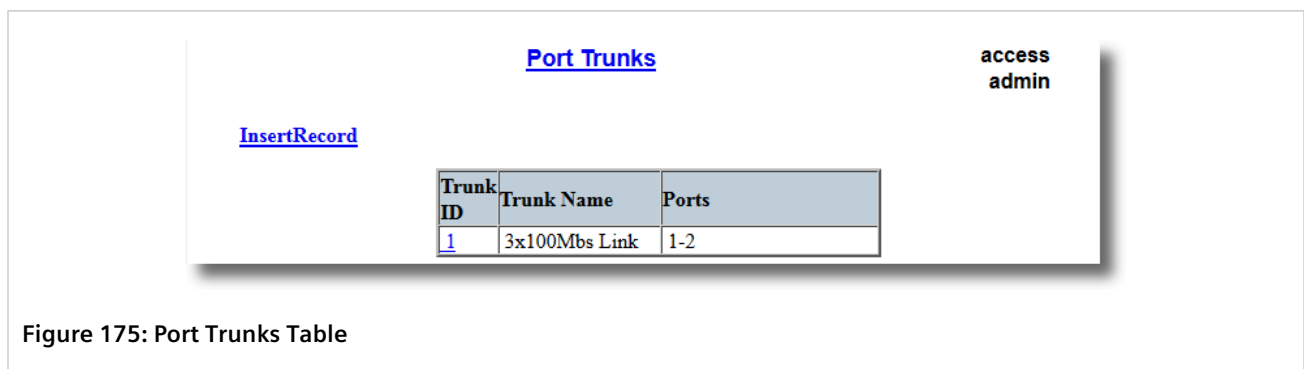 Port Trunks
access
admin
InsertRecord
Trunk ID Trunk Name Ports
1 3x100Mbs Link 1-2
Figure 175: Port Trunks Table